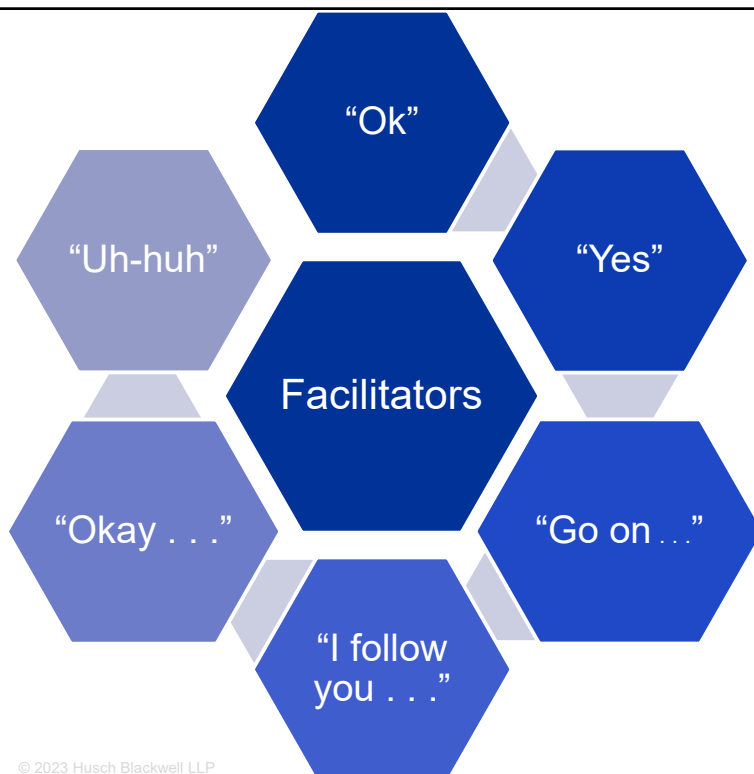 “Ok”
“Yes”
“Go on . . .”
“I follow
you . . .”
“Okay . . .”
“Uh-huh”
Facilitators
© 2023 Husch Blackwell LLP